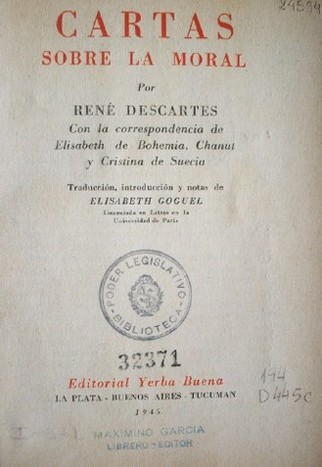 24594
CARTAS
SOBRE LA MORAL
Por
RENÉ DESCARTES
Con la correspondencia de
Elisabeth de Bohemia, Chanut
y Cristina de Suecia
Traducción, introducción y notas de
ELISABETH GOGUEL
Licenciada en Letras en la
Universidad de París
PODER LEGISLATIVO
BIBLIOTECA
32371
Editorial Yerba Buena
LA PLATA - BUENOS AIRES - TUCUMAN
1945
194
D445c
MAXIMINO GARCIA
LIBRERO - EDITOR